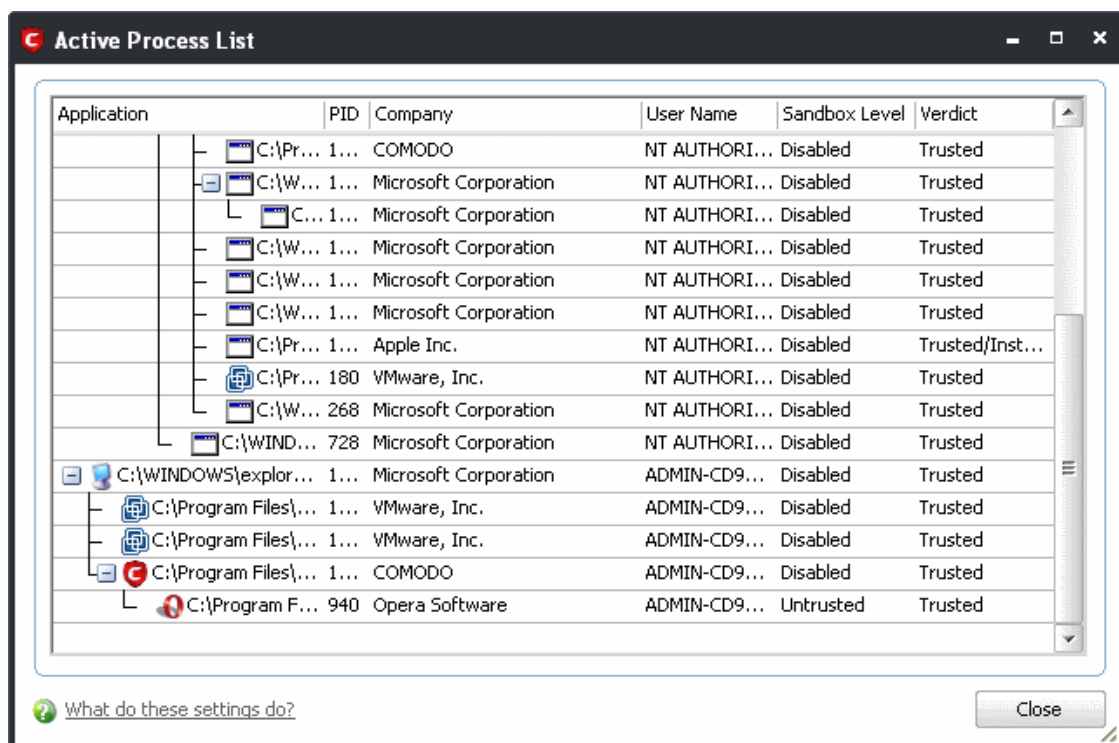 Active Process List
Application PID Company User Name Sandbox Level Verdict
C:\Pr... 1... COMODO NT AUTHORI... Disabled Trusted
C:\W... 1... Microsoft Corporation NT AUTHORI... Disabled Trusted
C... 1... Microsoft Corporation NT AUTHORI... Disabled Trusted
C:\W... 1... Microsoft Corporation NT AUTHORI... Disabled Trusted
C:\W... 1... Microsoft Corporation NT AUTHORI... Disabled Trusted
C:\W... 1... Microsoft Corporation NT AUTHORI... Disabled Trusted
C:\Pr... 1... Apple Inc. NT AUTHORI... Disabled Trusted/Inst...
C:\Pr... 180 VMware, Inc. NT AUTHORI... Disabled Trusted
C:\W... 268 Microsoft Corporation NT AUTHORI... Disabled Trusted
C:\WIND... 728 Microsoft Corporation NT AUTHORI... Disabled Trusted
C:\WINDOWS\explor... 1... Microsoft Corporation ADMIN-CD9... Disabled Trusted
C:\Program Files\... 1... VMware, Inc. ADMIN-CD9... Disabled Trusted
C:\Program Files\... 1... VMware, Inc. ADMIN-CD9... Disabled Trusted
C:\Program Files\... 1... COMODO ADMIN-CD9... Disabled Trusted
C:\Program F... 940 Opera Software ADMIN-CD9... Untrusted Trusted
What do these settings do?
Close